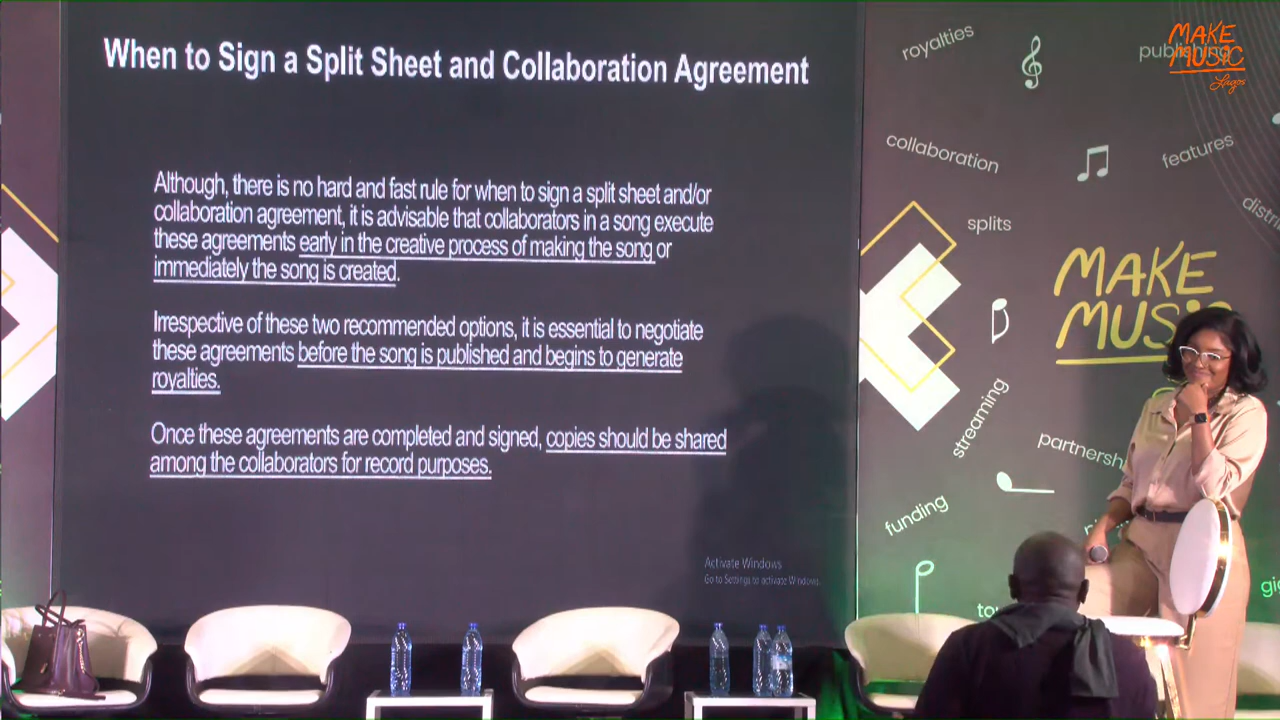 When to Sign a Split Sheet and Collaboration Agreement
Although, there is no hard and fast rule for when to sign a split sheet and/or
collaboration agreement, it is advisable that collaborators in a song execute
these agreements early in the creative process of making the song or
immediately the song is created.
Irrespective of these two recommended options, it is essential to negotiate
these agreements before the song is published and begins to generate
royalties.
Once these agreements are completed and signed, copies should be shared
among the collaborators for record purposes.
Activate Windows
Go to Settings to activate Windows.
royalties
publishing
MAKE
MUSIC
Lagos
collaboration
features
splits
MAKE
streaming
funding